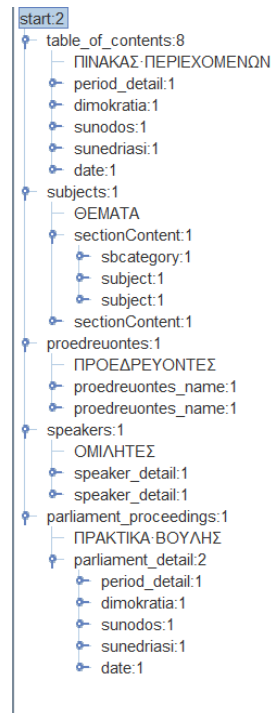 start:2
table_of_contents:8
ΠΙΝΑΚΑΣ·ΠΕΡΙΕΧΟΜΕΝΩΝ
period_detail:1
dimokratia:1
sunodos:1
sunedriasi:1
date:1
subjects:1
ΘΕΜΑΤΑ
sectionContent:1
sbcategory:1
subject:1
subject:1
sectionContent:1
proedreuontes:1
ΠΡΟΕΔΡΕΥΟΝΤΕΣ
proedreuontes_name:1
proedreuontes_name:1
speakers:1
ΟΜΙΛΗΤΕΣ
speaker_detail:1
speaker_detail:1
parliament_proceedings:1
ΠΡΑΚΤΙΚΑ·ΒΟΥΛΗΣ
parliament_detail:2
period_detail:1
dimokratia:1
sunodos:1
sunedriasi:1
date:1